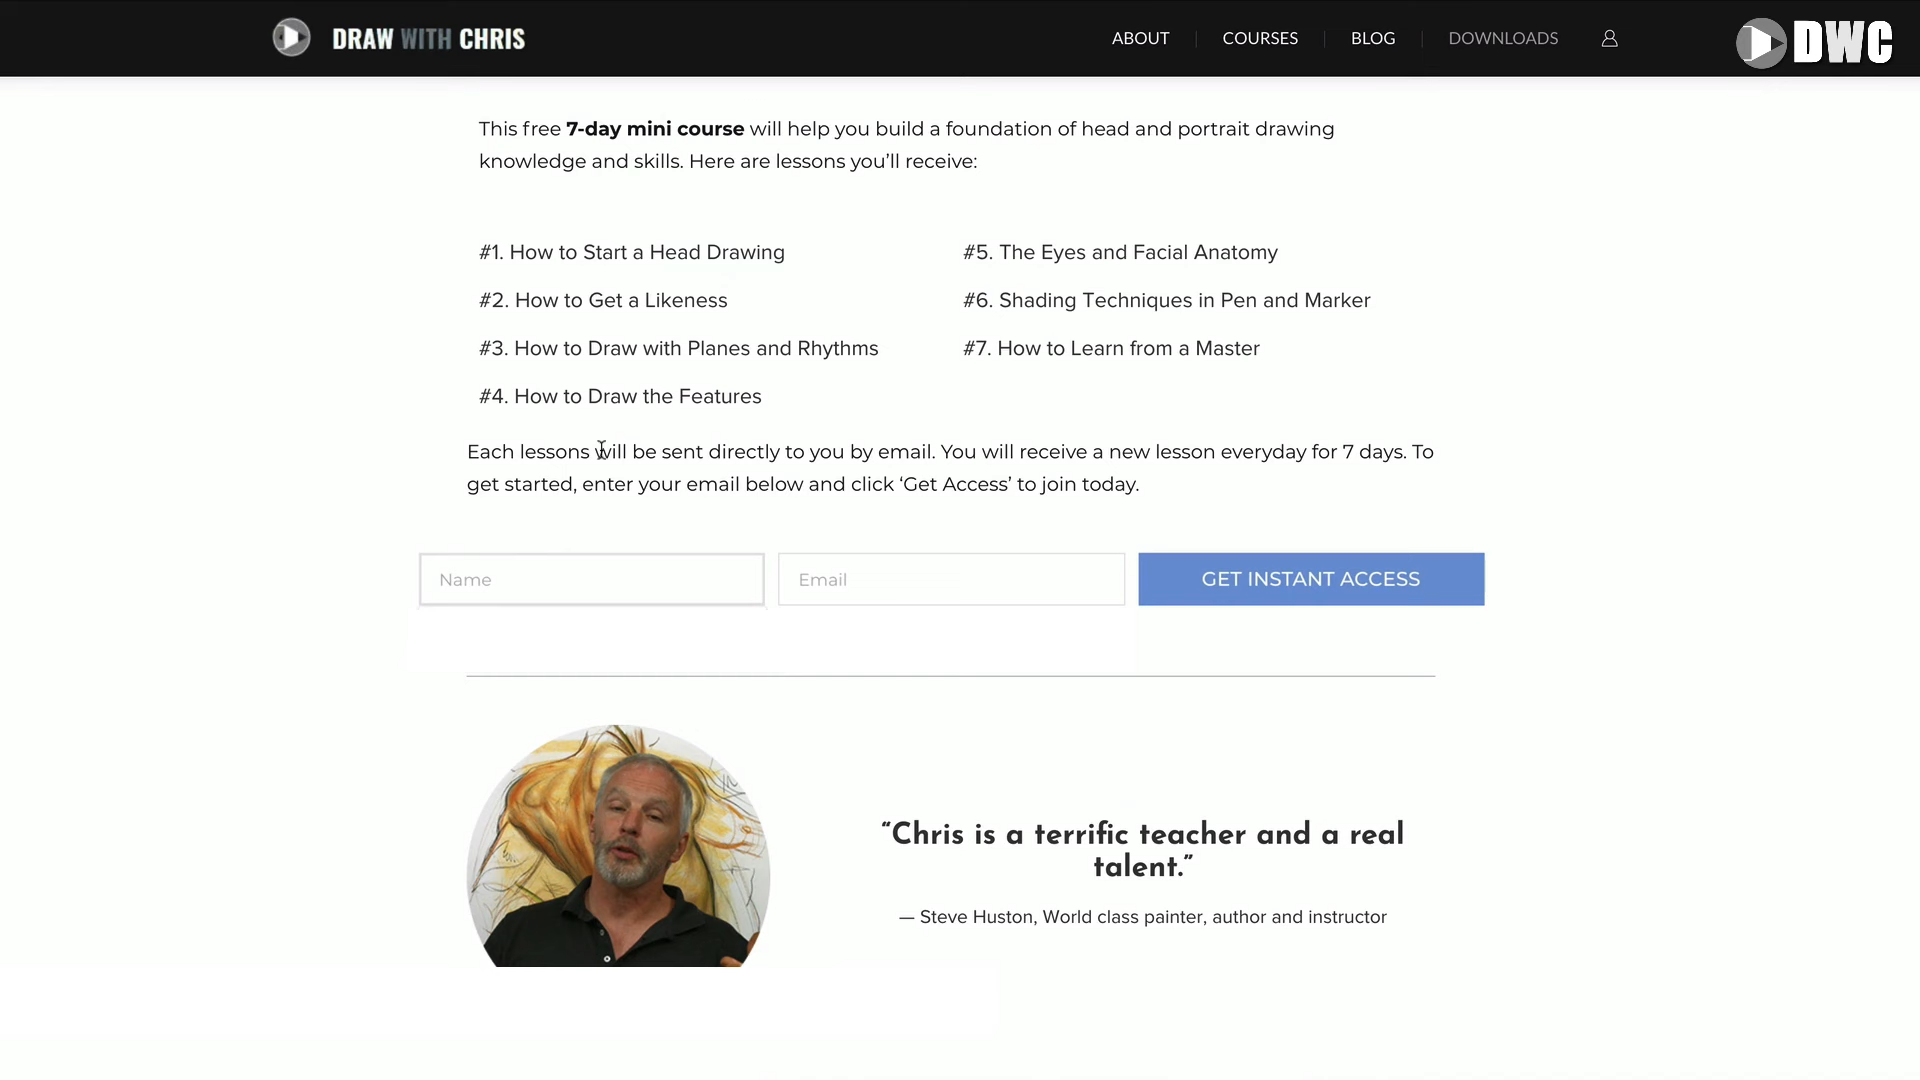 DRAW WITH CHRIS
ABOUT
COURSES
BLOG
DOWNLOADS
DWC
This free 7-day mini course will help you build a foundation of head and portrait drawing
knowledge and skills. Here are lessons you’ll receive:
#1. How to Start a Head Drawing
#2. How to Get a Likeness
#3. How to Draw with Planes and Rhythms
#4. How to Draw the Features
#5. The Eyes and Facial Anatomy
#6. Shading Techniques in Pen and Marker
#7. How to Learn from a Master
Each lessons will be sent directly to you by email. You will receive a new lesson everyday for 7 days. To
get started, enter your email below and click ‘Get Access’ to join today.
Name
Email
GET INSTANT ACCESS
“Chris is a terrific teacher and a real
talent.”
— Steve Huston, World class painter, author and instructor